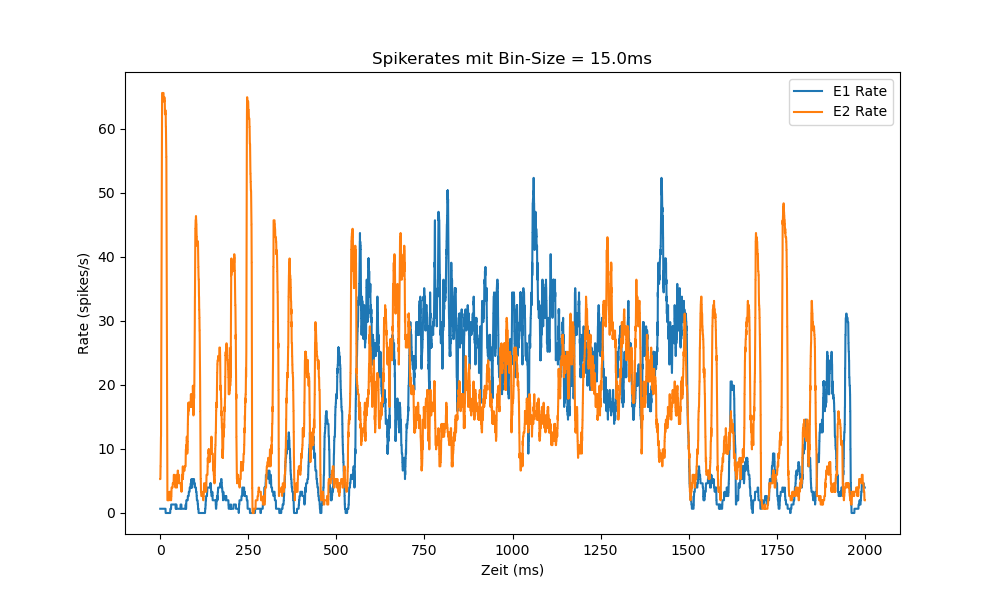 Spikerates mit Bin-Size = 15.0ms
E1 Rate
E2 Rate
Rate (spikes/s)
60
50
40
30
20
10
0
0 250 500 750 1000 1250 1500 1750 2000
Zeit (ms)